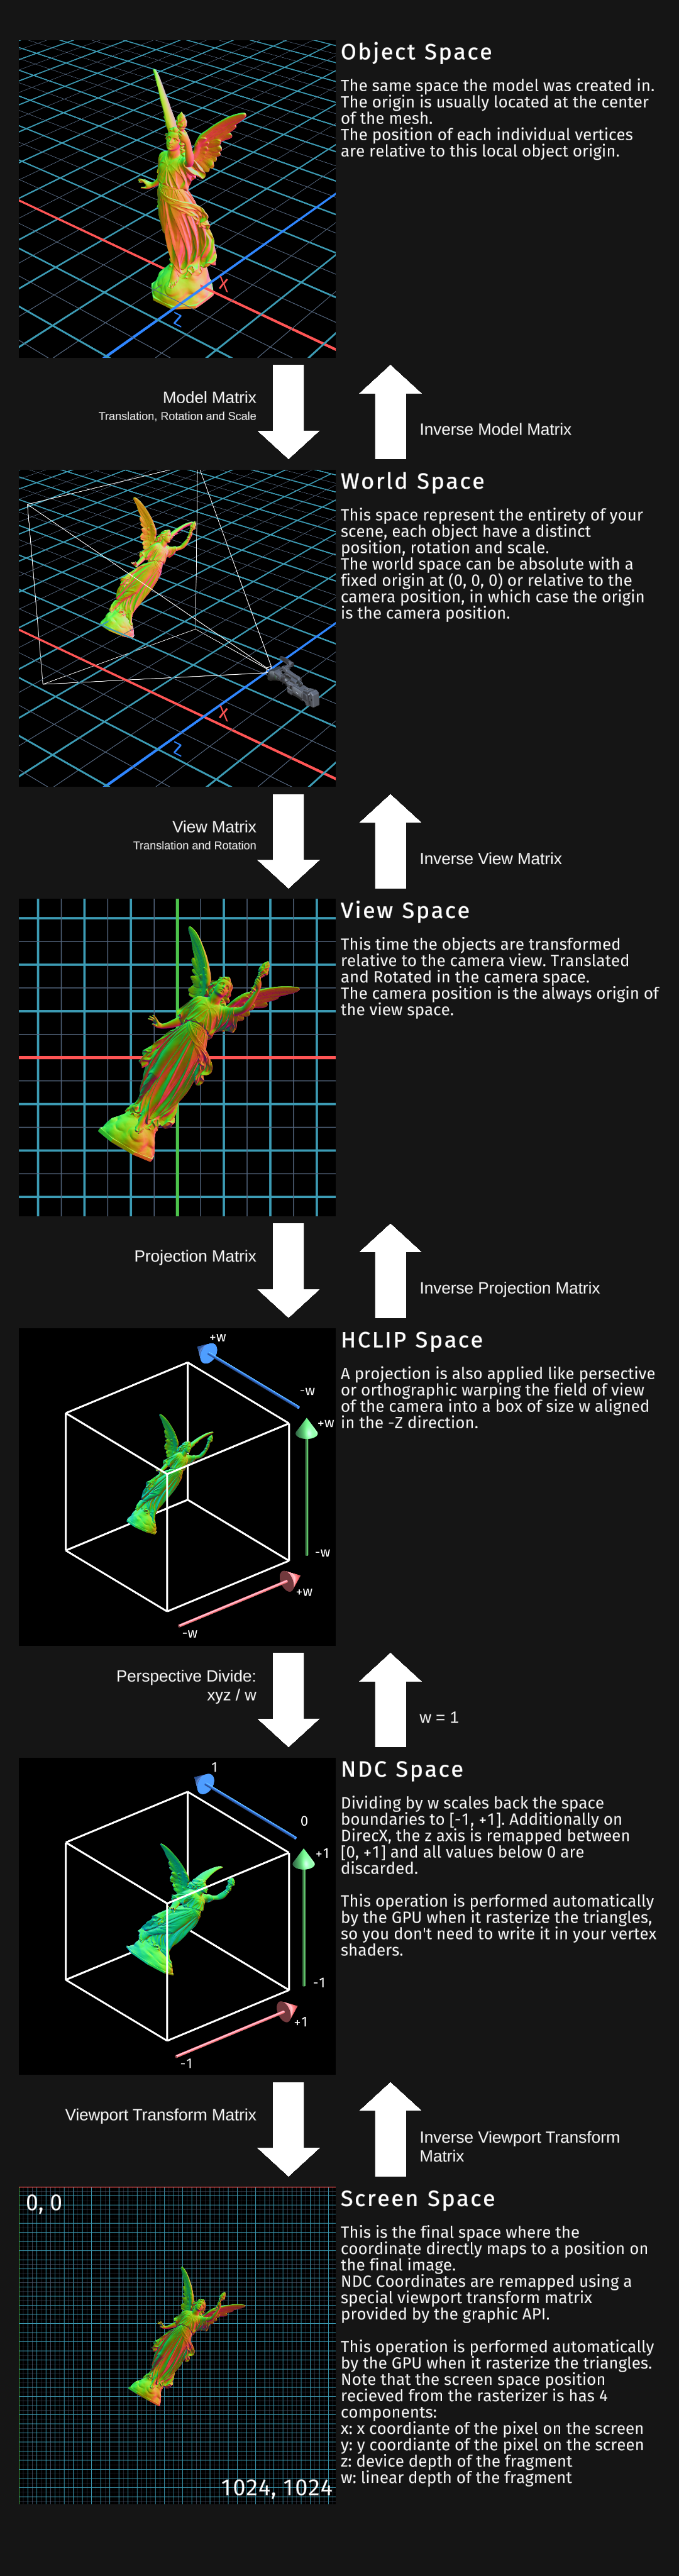 Object Space
The same space the model was created in.
The origin is usually located at the center
of the mesh.
The position of each individual vertices
are relative to this local object origin.
X
Z
Model Matrix
Translation, Rotation and Scale
Inverse Model Matrix
World Space
This space represent the entirety of your
scene, each object have a distinct
position, rotation and scale.
The world space can be absolute with a
fixed origin at (0, 0, 0) or relative to the
camera position, in which case the origin
is the camera position.
X
Z
View Matrix
Translation and Rotation
Inverse View Matrix
View Space
This time the objects are transformed
relative to the camera view. Translated
and Rotated in the camera space.
The camera position is the always origin of
the view space.
Projection Matrix
Inverse Projection Matrix
HCLIP Space
A projection is also applied like persective
or orthographic warping the field of view
of the camera into a box of size w aligned
in the -Z direction.
+w
-w
+w
-w
+w
-w
Perspective Divide:
xyz / w
w = 1
NDC Space
Dividing by w scales back the space
boundaries to [-1, +1]. Additionally on
DirecX, the z axis is remapped between
[0, +1] and all values below 0 are
discarded.
This operation is performed automatically
by the GPU when it rasterize the triangles,
so you don't need to write it in your vertex
shaders.
1
0
+1
-1
+1
-1
Viewport Transform Matrix
Inverse Viewport Transform
Matrix
Screen Space
This is the final space where the
coordinate directly maps to a position on
the final image.
NDC Coordinates are remapped using a
special viewport transform matrix
provided by the graphic API.
This operation is performed automatically
by the GPU when it rasterize the triangles.
Note that the screen space position
recieved from the rasterizer is has 4
components:
x: x coordiante of the pixel on the screen
y: y coordiante of the pixel on the screen
z: device depth of the fragment
w: linear depth of the fragment
0, 0
1024, 1024